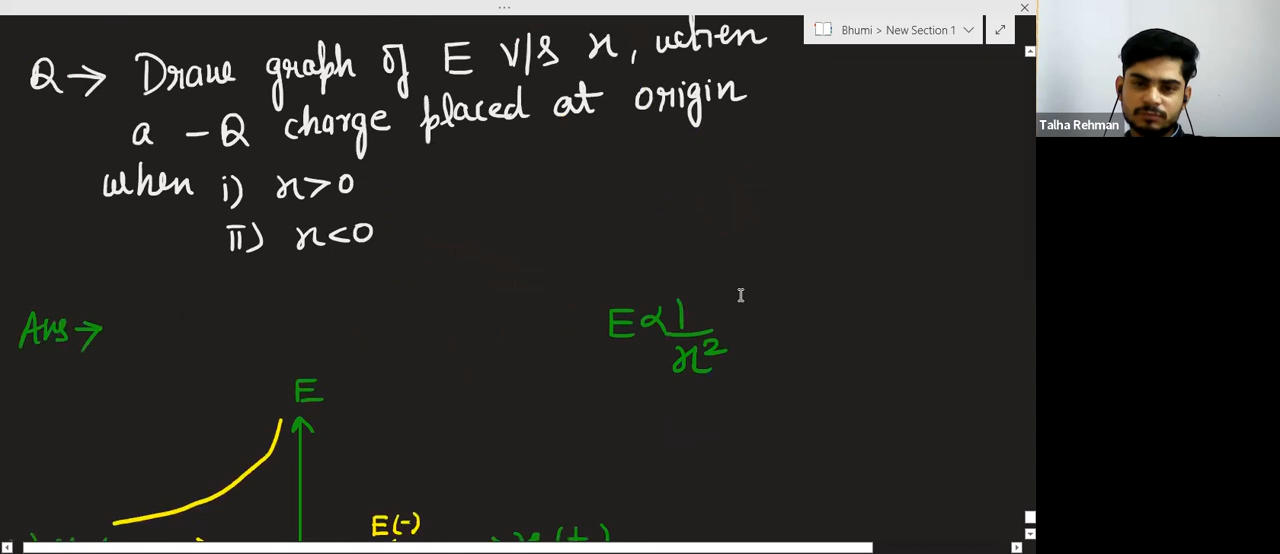 Bhumi > New Section 1
Q → Draw graph of E v/s x, when
a -Q charge placed at origin
when i) x>0
II) x<0
Talha Rehman
Ans →
E ∝ 1/x²
E
E(-)
x(+)